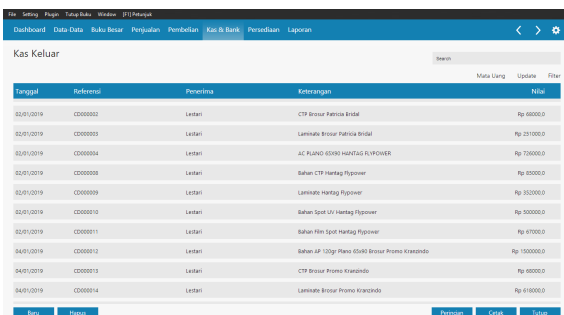 File Setting Plugin Tutup Buku Window [F1] Petunjuk
Dashboard Data-Data Buku Besar Penjualan Pembelian Kas & Bank Persediaan Laporan
Kas Keluar
Search
Mata Uang Update Filter
Tanggal Referensi Penerima Keterangan Nilai
02/01/2019 CD000002 Lestari CTP Brosur Patricia Bridal Rp 68000,0
02/01/2019 CD000003 Lestari Laminate Brosur Patricia Bridal Rp 231000,0
02/01/2019 CD000004 Lestari AC PLANO 65X90 HANTAG FLYPOWER Rp 726000,0
02/01/2019 CD000008 Lestari Bahan CTP Hantag Flypower Rp 85000,0
02/01/2019 CD000009 Lestari Laminate Hantag Flypower Rp 352000,0
02/01/2019 CD000010 Lestari Bahan Spot UV Hantag Flypower Rp 500000,0
02/01/2019 CD000011 Lestari Bahan Film Spot Hantag Flypower Rp 67000,0
04/01/2019 CD000012 Lestari Bahan AP 120gr Plano 65x90 Brosur Promo Kranzindo Rp 1500000,0
04/01/2019 CD000013 Lestari CTP Brosur Promo Kranzindo Rp 68000,0
04/01/2019 CD000014 Lestari Laminate Brosur Promo Kranzindo Rp 618000,0
Baru Hapus Perincian Cetak Tutup